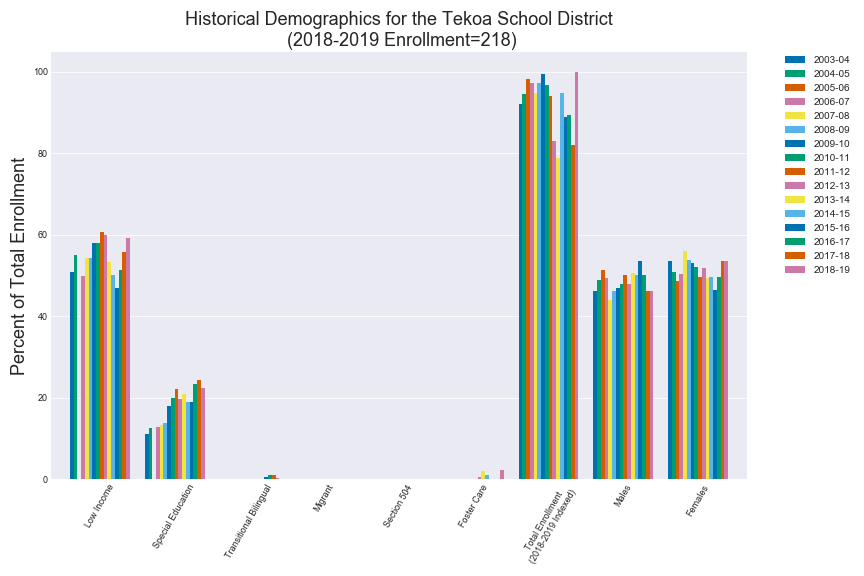 Historical Demographics for the Tekoa School District
(2018-2019 Enrollment=218)
Percent of Total Enrollment
100
80
60
40
20
0
Low Income
Special Education
Transitional Bilingual
Migrant
Section 504
Foster Care
Total Enrollment
(2018-2019 Indexed)
Males
Females
2003-04
2004-05
2005-06
2006-07
2007-08
2008-09
2009-10
2010-11
2011-12
2012-13
2013-14
2014-15
2015-16
2016-17
2017-18
2018-19